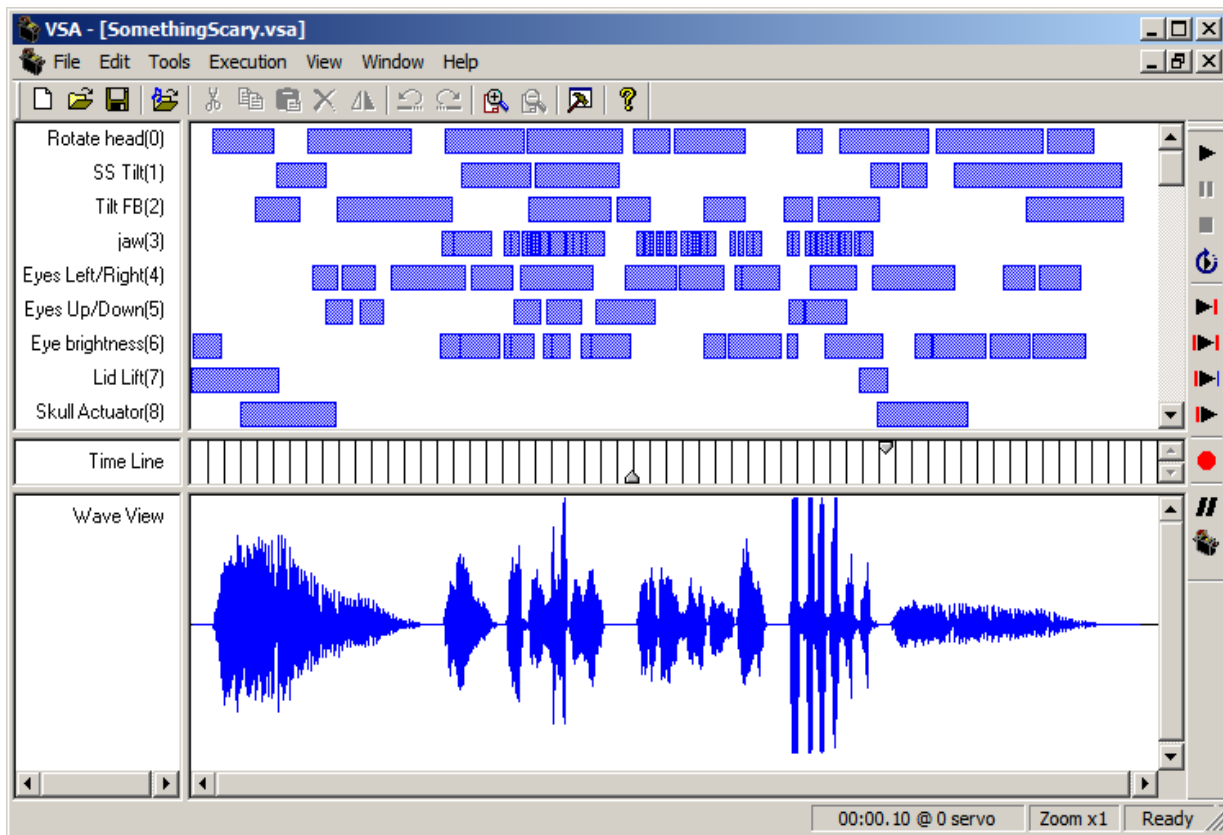 VSA - [SomethingScary.vsa]
File Edit Tools Execution View Window Help
Rotate head(0)
SS Tilt(1)
Tilt FB(2)
jaw(3)
Eyes Left/Right(4)
Eyes Up/Down(5)
Eye brightness(6)
Lid Lift(7)
Skull Actuator(8)
Time Line
Wave View
00:00.10 @ 0 servo Zoom x1 Ready